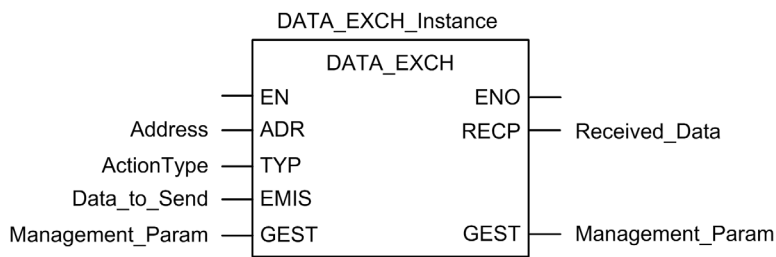 DATA_EXCH_Instance
DATA_EXCH
EN ENO
Address ADR RECP Received_Data
ActionType TYP
Data_to_Send EMIS
Management_Param GEST GEST Management_Param